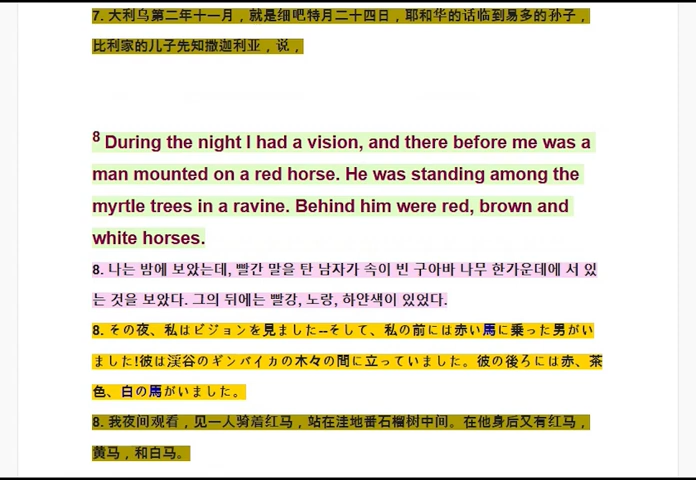 7. 大利乌第二年十一月，就是细吧特月二十四日，耶和华的话临到易多的孙子，
比利家的儿子先知撒迦利亚，说，
8 During the night I had a vision, and there before me was a
man mounted on a red horse. He was standing among the
myrtle trees in a ravine. Behind him were red, brown and
white horses.
8. 나는 밤에 보았는데, 빨간 말을 탄 남자가 속이 빈 구아바 나무 한가운데에 서 있
는 것을 보았다. 그의 뒤에는 빨강, 노랑, 하얀색이 있었다.
8. その夜、私はビジョンを見ました--そして、私の前には赤い馬に乗った男がい
ました!彼は渓谷のギンバイカの木々の間に立っていました。彼の後ろには赤、茶
色、白の馬がいました。
8. 我夜间观看，见一人骑着红马，站在洼地番石榴树中间。在他身后又有红马，
黄马，和白马。